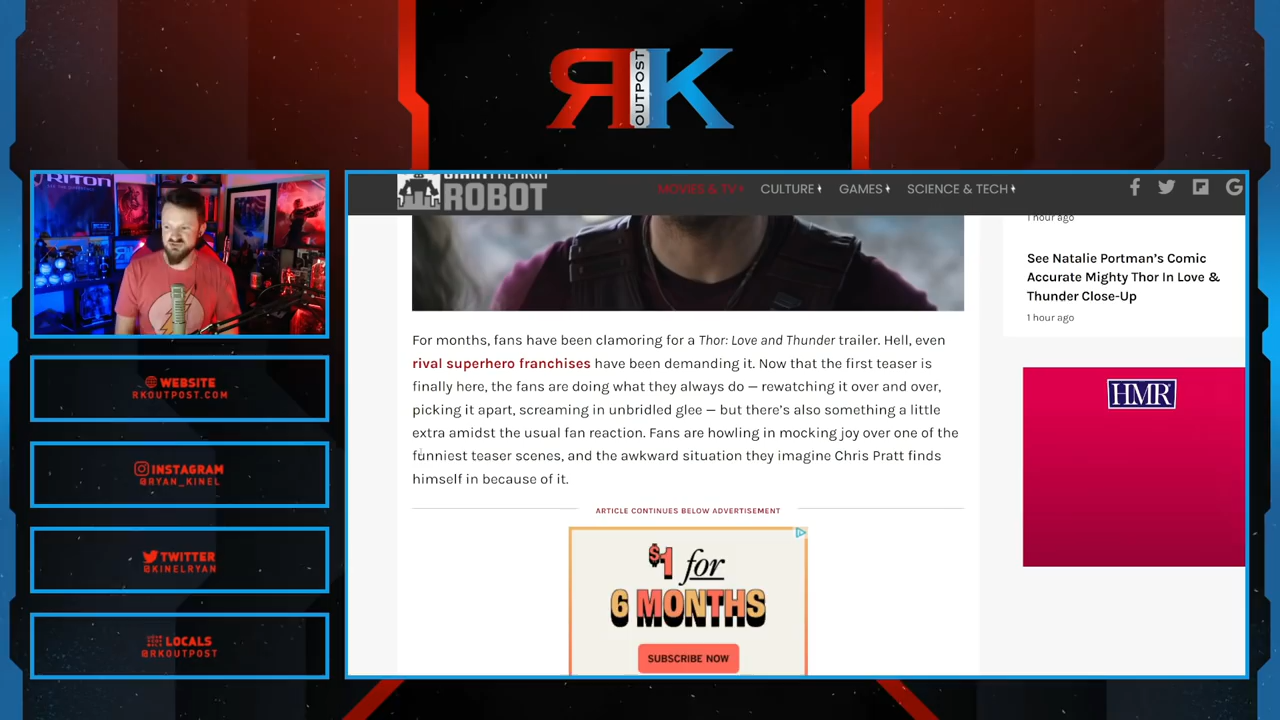 RK
OUTPOST
RITON
WEBSITE
RKOUTPOST.COM
INSTAGRAM
@RYAN_KINEL
TWITTER
@KINELRYAN
LOCALS
@RKOUTPOST
ROBOT
MOVIES & TV
CULTURE
GAMES
SCIENCE & TECH
For months, fans have been clamoring for a Thor: Love and Thunder trailer. Hell, even
rival superhero franchises have been demanding it. Now that the first teaser is
finally here, the fans are doing what they always do — rewatching it over and over,
picking it apart, screaming in unbridled glee — but there's also something a little
extra amidst the usual fan reaction. Fans are howling in mocking joy over one of the
funniest teaser scenes, and the awkward situation they imagine Chris Pratt finds
himself in because of it.
ARTICLE CONTINUES BELOW ADVERTISEMENT
$1 for
6 MONTHS
SUBSCRIBE NOW
1 hour ago
See Natalie Portman's Comic
Accurate Mighty Thor In Love &
Thunder Close-Up
1 hour ago
HMR